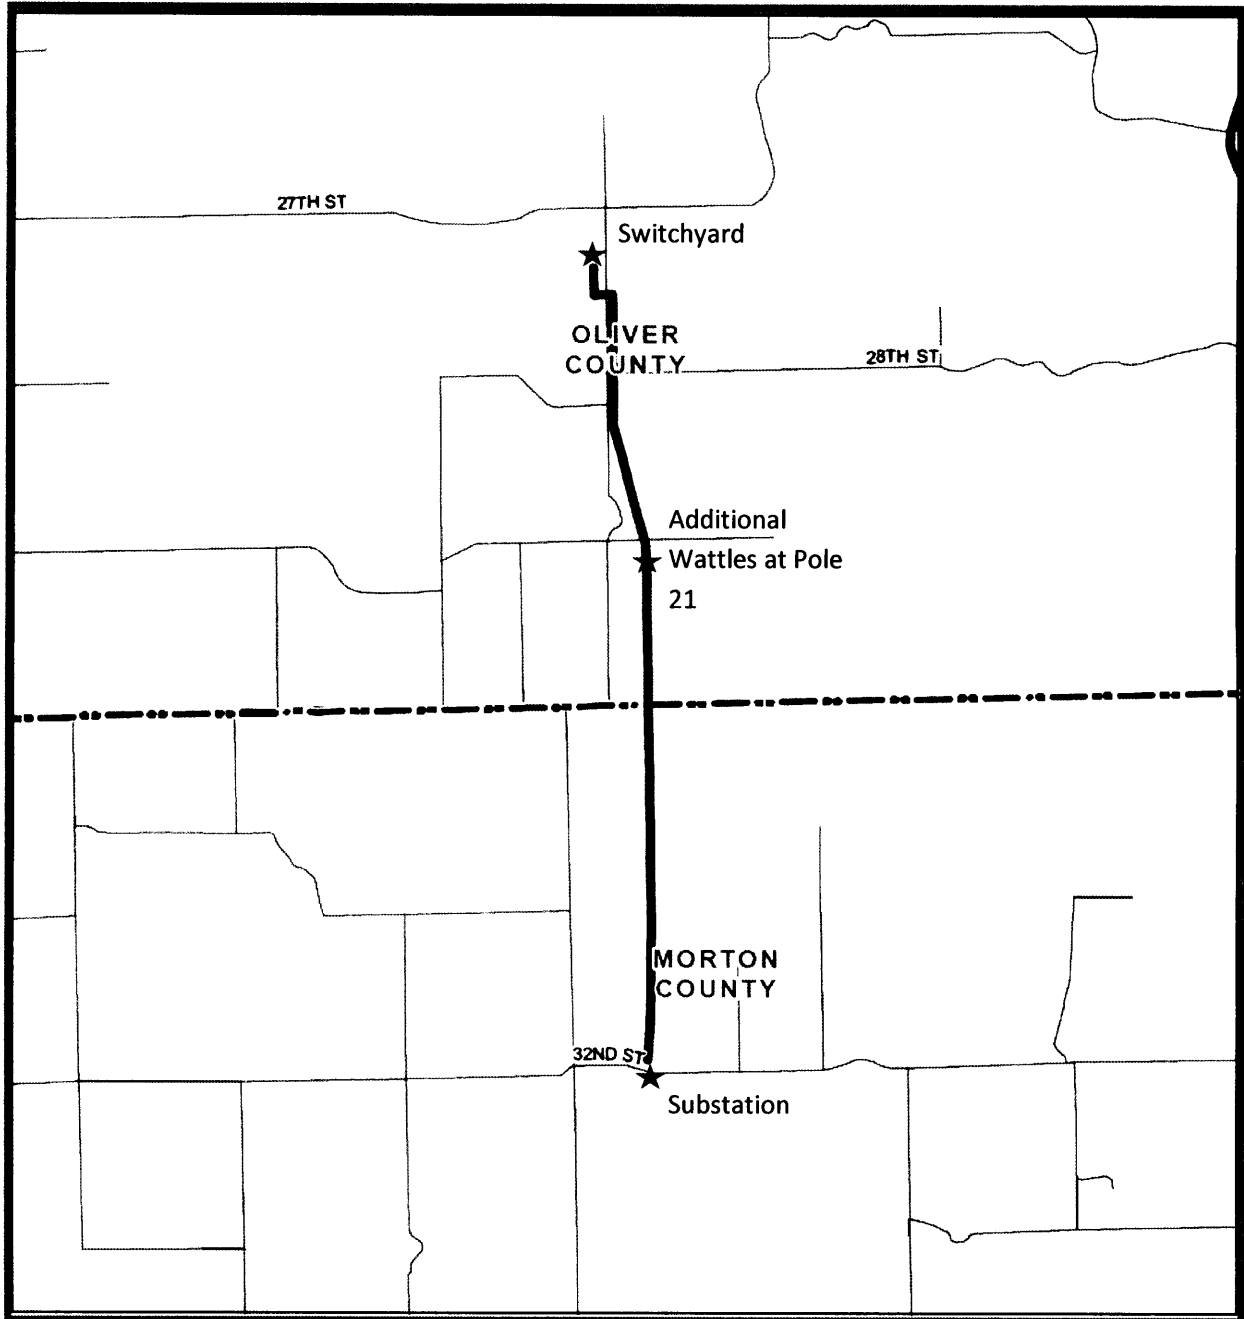 27TH ST
Switchyard
OLIVER
COUNTY
28TH ST
Additional
Wattles at Pole
21
MORTON
COUNTY
32ND ST
Substation